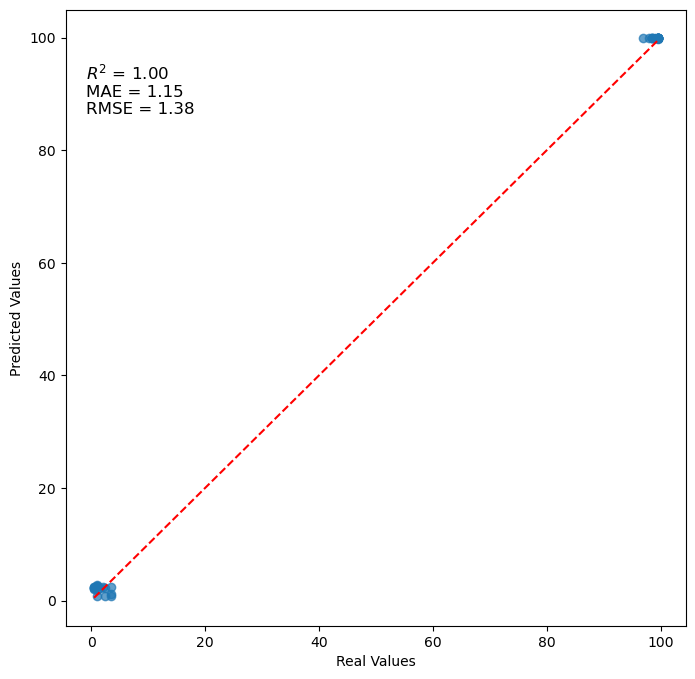 100
80
60
40
20
0
Predicted Values
R² = 1.00
MAE = 1.15
RMSE = 1.38
0 20 40 60 80 100
Real Values